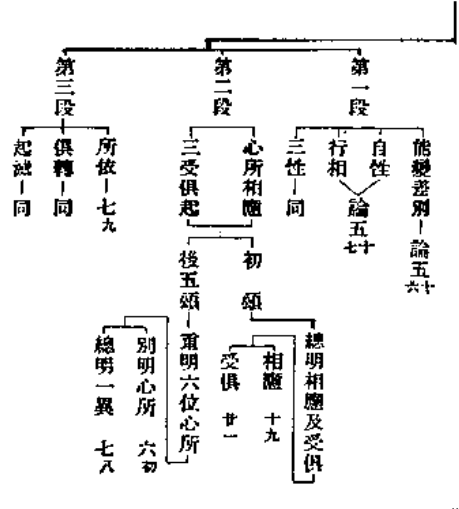 第一段
能變差別－論五十六
自性
行相
論五十七
三性－同
第二段
心所相應
三受俱起
初頌
總明相應及受俱
相應 十九
受俱 廿一
後五頌－重明六位心所
別明心所 六初
總明一異 七八
第三段
所依－七九
俱轉－同
起滅－同